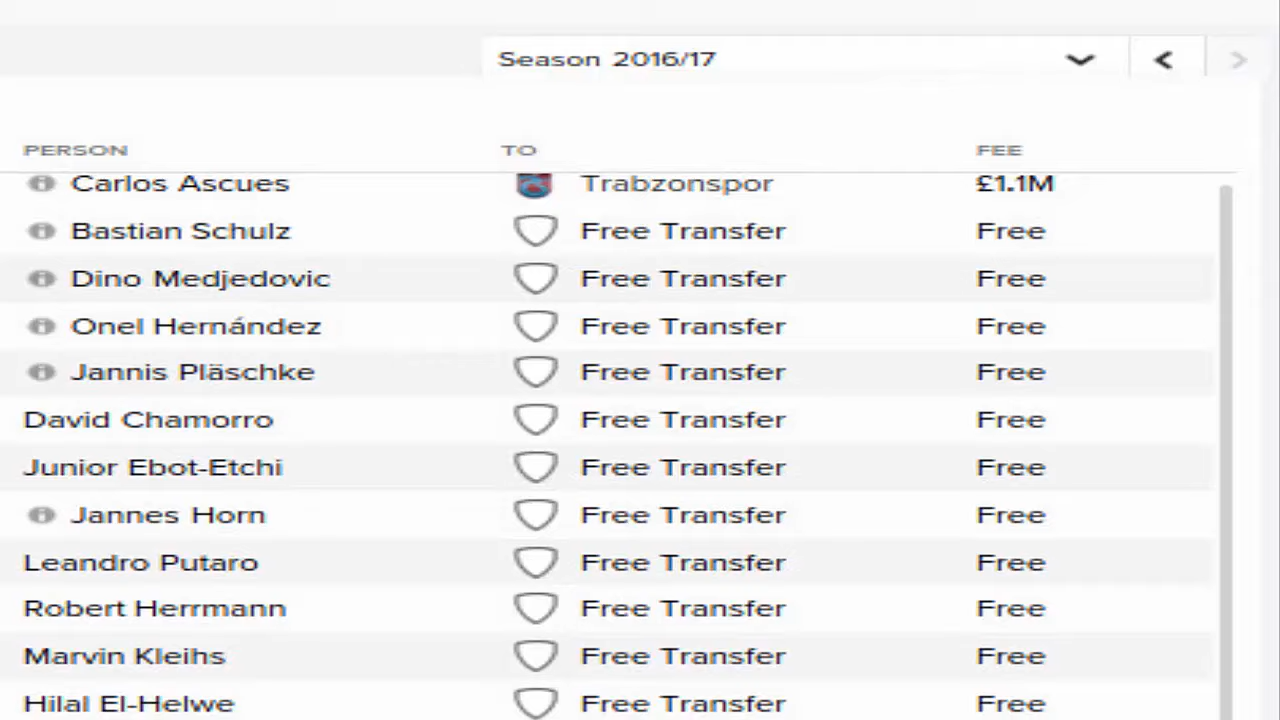 Season 2016/17
PERSON TO FEE
Carlos Ascues Trabzonspor £1.1M
Bastian Schulz Free Transfer Free
Dino Medjedovic Free Transfer Free
Onel Hernández Free Transfer Free
Jannis Pläschke Free Transfer Free
David Chamorro Free Transfer Free
Junior Ebot-Etchi Free Transfer Free
Jannes Horn Free Transfer Free
Leandro Putaro Free Transfer Free
Robert Herrmann Free Transfer Free
Marvin Kleihs Free Transfer Free
Hilal El-Helwe Free Transfer Free